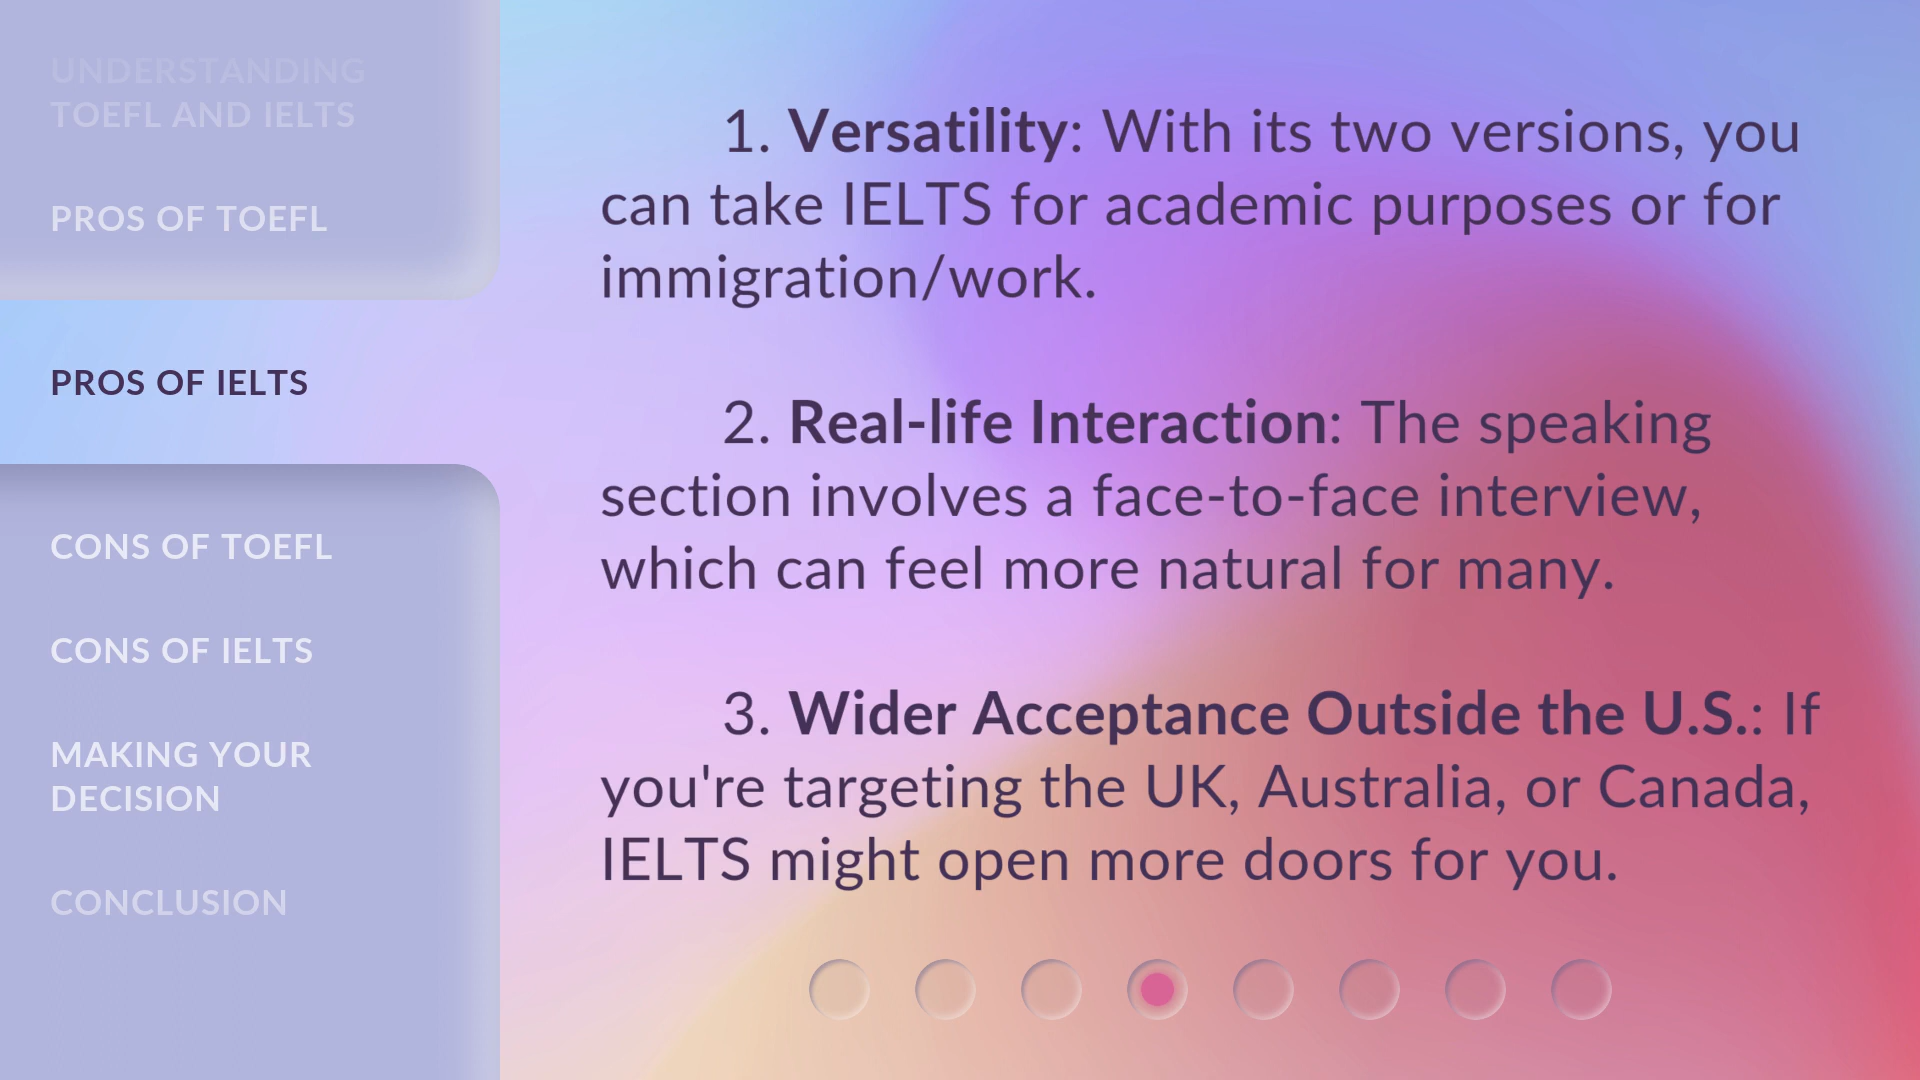 UNDERSTANDING
TOEFL AND IELTS
PROS OF TOEFL
PROS OF IELTS
CONS OF TOEFL
CONS OF IELTS
MAKING YOUR
DECISION
CONCLUSION
1. Versatility: With its two versions, you
can take IELTS for academic purposes or for
immigration/work.
2. Real-life Interaction: The speaking
section involves a face-to-face interview,
which can feel more natural for many.
3. Wider Acceptance Outside the U.S.: If
you're targeting the UK, Australia, or Canada,
IELTS might open more doors for you.